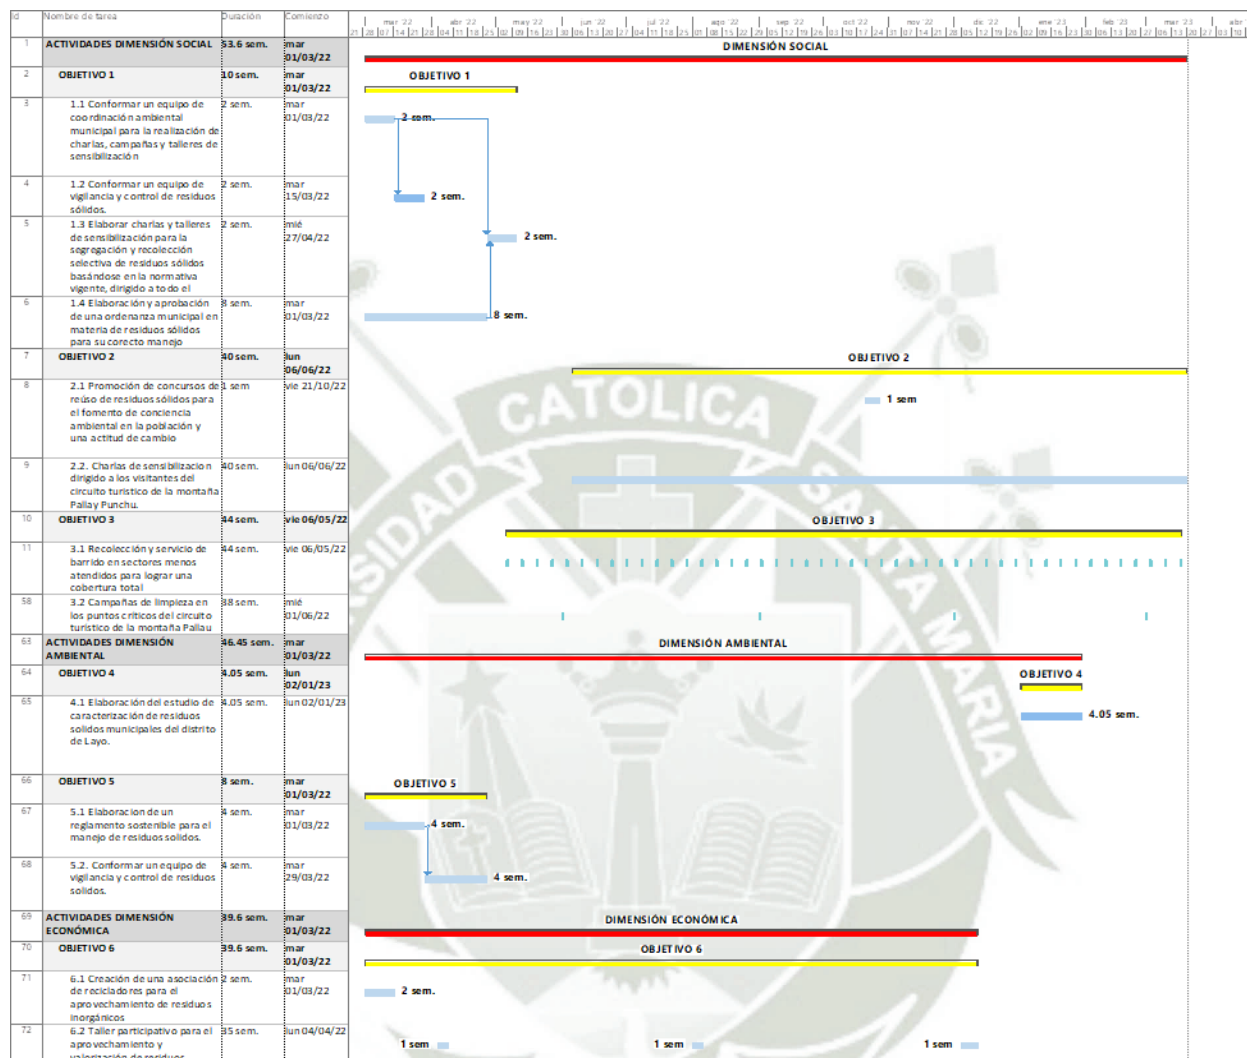 Id Nombre de tarea Duración Comienzo
mar '22 abr '22 may '22 jun '22 jul '22 ago '22 sep '22 oct '22 nov '22 dic '22 ene '23 feb '23 mar '23 abr
1 ACTIVIDADES DIMENSIÓN SOCIAL 53.6 sem. mar
01/03/22
DIMENSIÓN SOCIAL
2 OBJETIVO 1 10 sem. mar
01/03/22
OBJETIVO 1
3 1.1 Conformar un equipo de 2 sem. mar
coordinación ambiental 01/03/22
municipal para la realización de
charlas, campañas y talleres de
sensibilización
2 sem.
4 1.2 Conformar un equipo de 2 sem. mar
vigilancia y control de residuos 15/03/22
sólidos.
2 sem.
5 1.3 Elaborar charlas y talleres 2 sem. mié
de sensibilización para la 27/04/22
segregación y recolección
selectiva de residuos sólidos
basándose en la normativa
vigente, dirigido a todo el
2 sem.
6 1.4 Elaboración y aprobación 8 sem. mar
de una ordenanza municipal en 01/03/22
materia de residuos sólidos
para su corecto manejo
8 sem.
7 OBJETIVO 2 40 sem. lun
06/06/22
OBJETIVO 2
8 2.1 Promoción de concursos de 1 sem vie 21/10/22
reúso de residuos sólidos para
el fomento de conciencia
ambiental en la población y
una actitud de cambio
1 sem
9 2.2. Charlas de sensibilizacion 40 sem. lun 06/06/22
dirigido a los visitantes del
circuito turistico de la montaña
Pallay Punchu.
10 OBJETIVO 3 44 sem. vie 06/05/22
OBJETIVO 3
11 3.1 Recolección y servicio de 44 sem. vie 06/05/22
barrido en sectores menos
atendidos para lograr una
cobertura total
58 3.2 Campañas de limpieza en 38 sem. mié
los puntos críticos del circuito 01/06/22
turistico de la montaña Pallau
63 ACTIVIDADES DIMENSIÓN 46.45 sem. mar
AMBIENTAL 01/03/22
DIMENSIÓN AMBIENTAL
64 OBJETIVO 4 4.05 sem. lun
02/01/23
OBJETIVO 4
65 4.1 Elaboración del estudio de 4.05 sem. lun 02/01/23
caracterización de residuos
solidos municipales del distrito
de Layo.
4.05 sem.
66 OBJETIVO 5 8 sem. mar
01/03/22
OBJETIVO 5
67 5.1 Elaboracion de un 4 sem. mar
reglamento sostenible para el 01/03/22
manejo de residuos solidos.
4 sem.
68 5.2. Conformar un equipo de 4 sem. mar
vigilancia y control de residuos 29/03/22
solidos.
4 sem.
69 ACTIVIDADES DIMENSIÓN 39.6 sem. mar
ECONÓMICA 01/03/22
DIMENSIÓN ECONÓMICA
70 OBJETIVO 6 39.6 sem. mar
01/03/22
OBJETIVO 6
71 6.1 Creación de una asociación 2 sem. mar
de recicladores para el 01/03/22
aprovechamiento de residuos
inorgánicos
2 sem.
72 6.2 Taller participativo para el 35 sem. lun 04/04/22
aprovechamiento y
valorización de residuos
1 sem 1 sem 1 sem
CATOLICA
SANTA MARIA